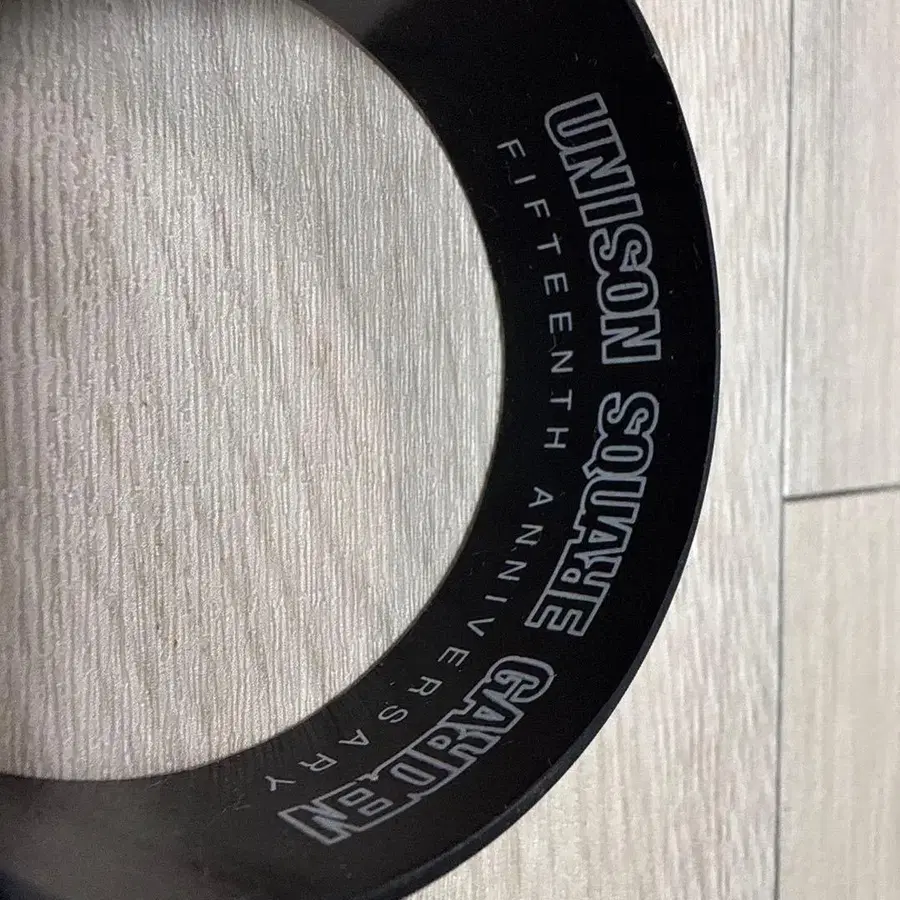 UNISON SQUARE GARDEN
FIFTEENTH ANNIVERSARY